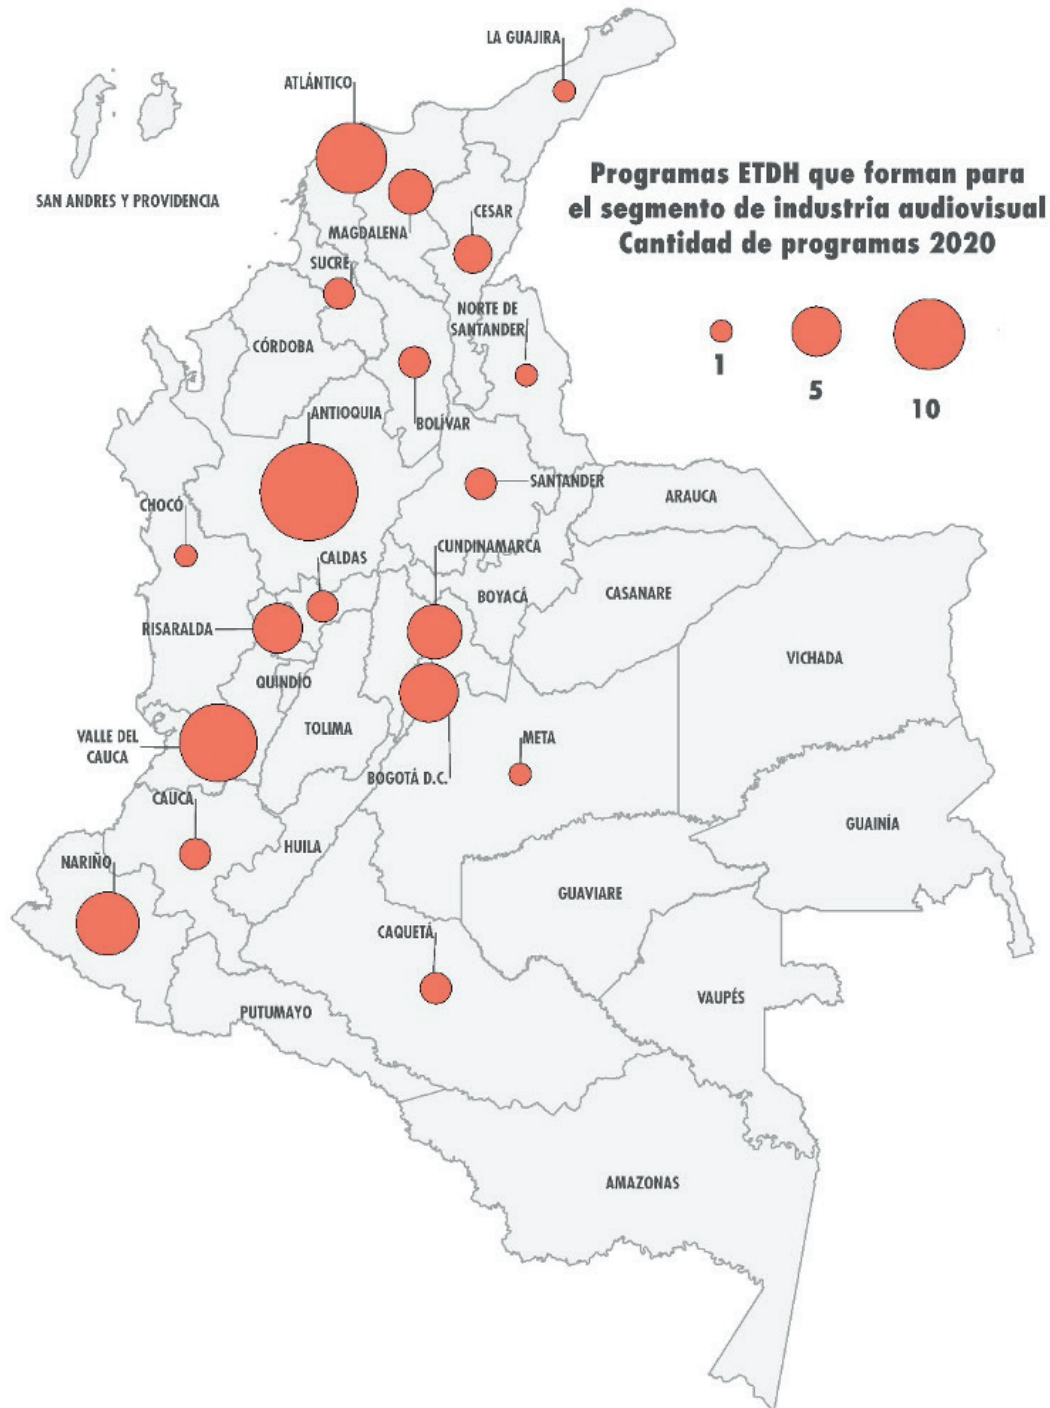 LA GUAJIRA
ATLÁNTICO
SAN ANDRES Y PROVIDENCIA
Programas ETDH que forman para
el segmento de industria audiovisual
Cantidad de programas 2020
CESAR
MAGDALENA
SUCRE
NORTE DE
SANTANDER
CÓRDOBA
1
5
10
ANTIOQUIA
BOLÍVAR
SANTANDER
ARAUCA
CHOCÓ
CUNDINAMARCA
CALDAS
BOYACÁ
CASANARE
RISARALDA
VICHADA
QUINDÍO
TOLIMA
VALLE DEL
CAUCA
META
BOGOTÁ D.C.
CAUCA
GUAINÍA
HUILA
NARIÑO
GUAVIARE
CAQUETÁ
VAUPÉS
PUTUMAYO
AMAZONAS